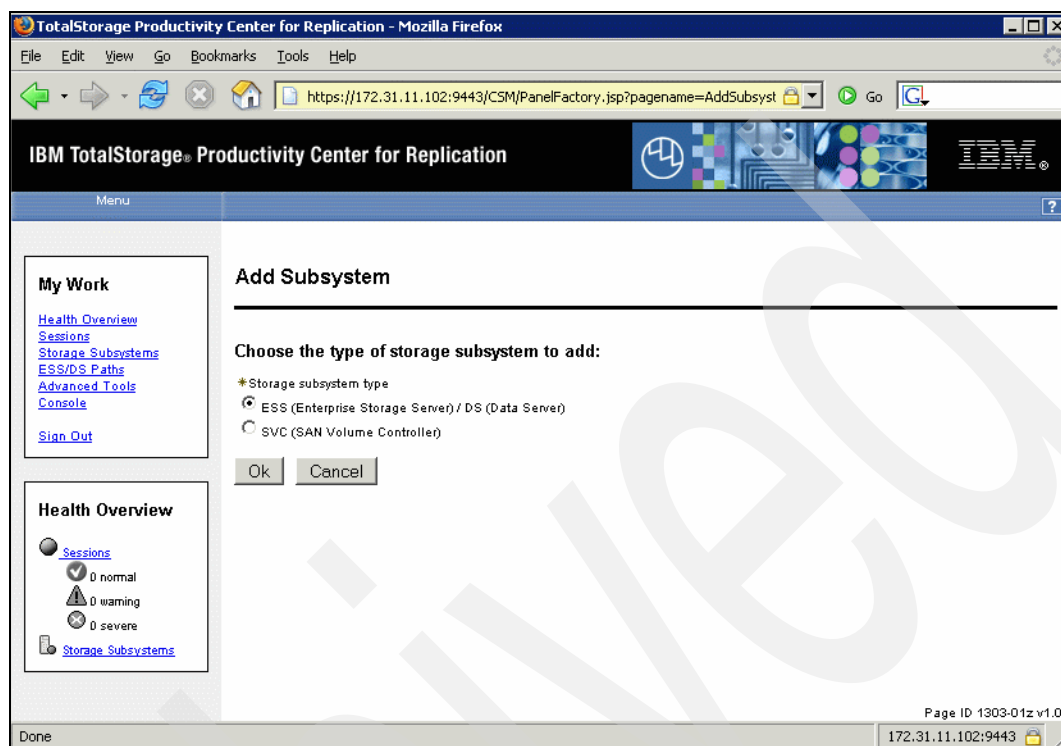 TotalStorage Productivity Center for Replication - Mozilla Firefox
File Edit View Go Bookmarks Tools Help
https://172.31.11.102:9443/CSM/PanelFactory.jsp?pagename=AddSubsyst Go G
IBM TotalStorage® Productivity Center for Replication IBM®
Menu ?
My Work
Health Overview
Sessions
Storage Subsystems
ESS/DS Paths
Advanced Tools
Console
Sign Out
Health Overview
Sessions
0 normal
0 warning
0 severe
Storage Subsystems
Add Subsystem
Choose the type of storage subsystem to add:
*Storage subsystem type
ESS (Enterprise Storage Server) / DS (Data Server)
SVC (SAN Volume Controller)
Ok Cancel
Page ID 1303-01z v1.0
Done 172.31.11.102:9443